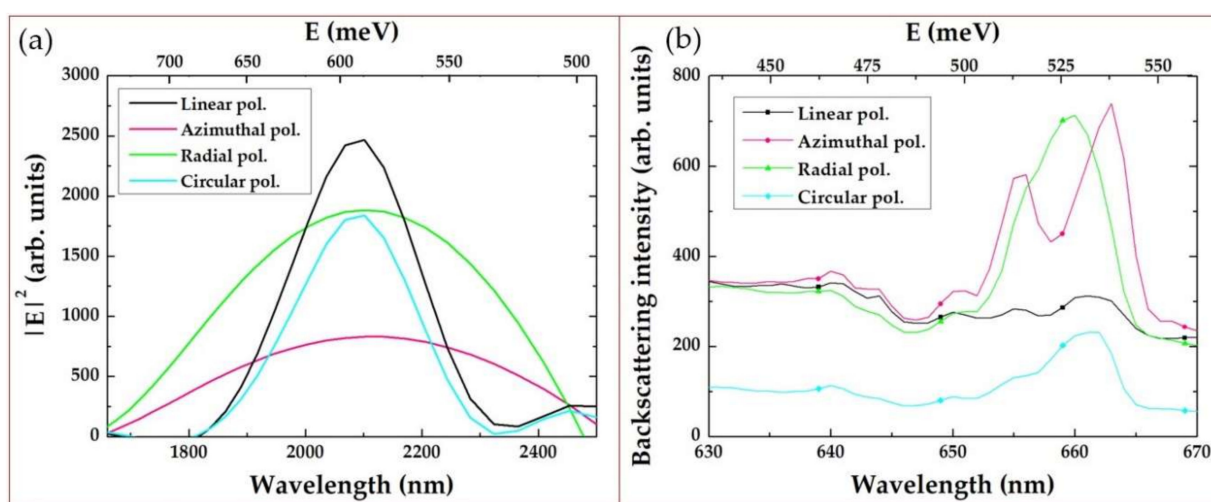 (a)
E (meV)
700 650 600 550 500
3000
2500
2000
1500
1000
500
0
|E|² (arb. units)
Linear pol.
Azimuthal pol.
Radial pol.
Circular pol.
1800 2000 2200 2400
Wavelength (nm)
(b)
E (meV)
450 475 500 525 550
800
600
400
200
0
Backscattering intensity (arb. units)
Linear pol.
Azimuthal pol.
Radial pol.
Circular pol.
630 640 650 660 670
Wavelength (nm)